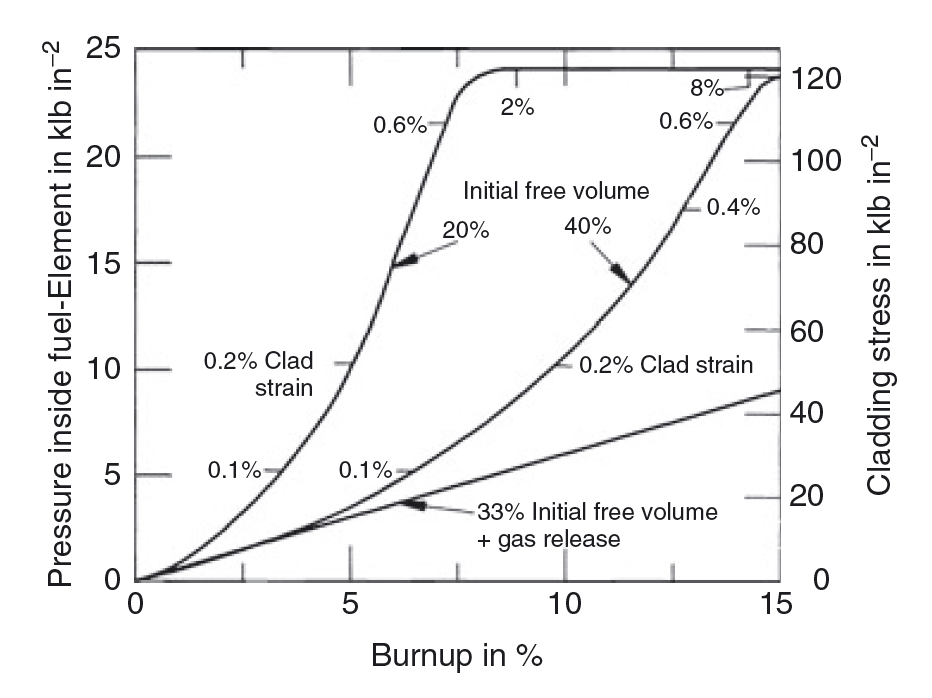 Pressure inside fuel-Element in klb in−2
25
20
15
10
5
0
0
5
10
15
Burnup in %
120
100
80
60
40
20
0
Cladding stress in klb in−2
0.6%
2%
8%
0.6%
Initial free volume
20%
40%
0.4%
0.2% Clad
strain
0.2% Clad strain
0.1%
0.1%
33% Initial free volume
+ gas release